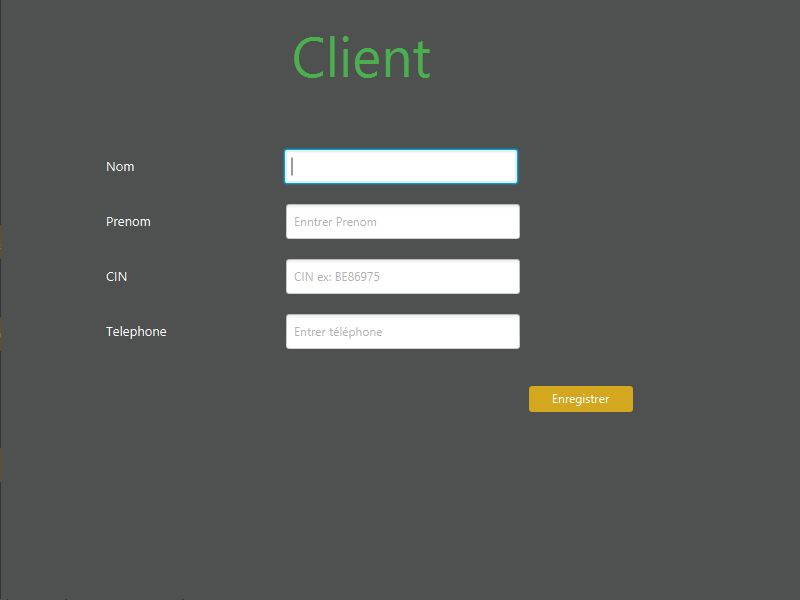 Client
Nom
Prenom
Enntrer Prenom
CIN
CIN ex: BE86975
Telephone
Entrer téléphone
Enregistrer